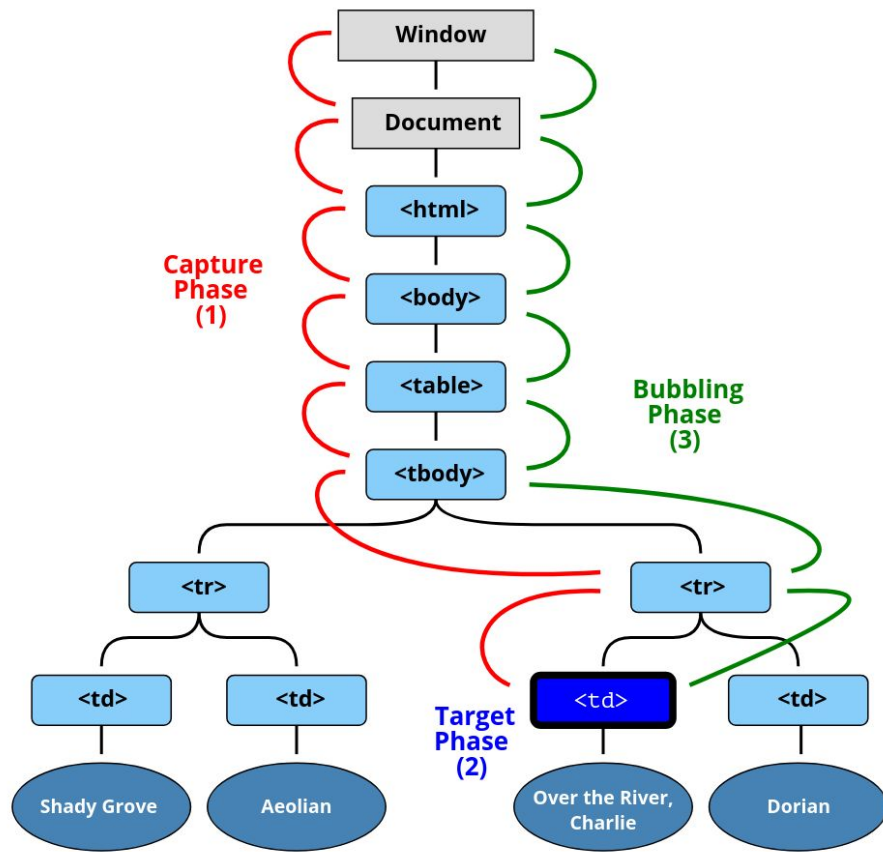 Window
Document
<html>
Capture
Phase
(1)
<body>
<table>
Bubbling
Phase
(3)
<tbody>
<tr>
<tr>
<td>
<td>
<td>
<td>
Target
Phase
(2)
Shady Grove
Aeolian
Over the River,
Charlie
Dorian